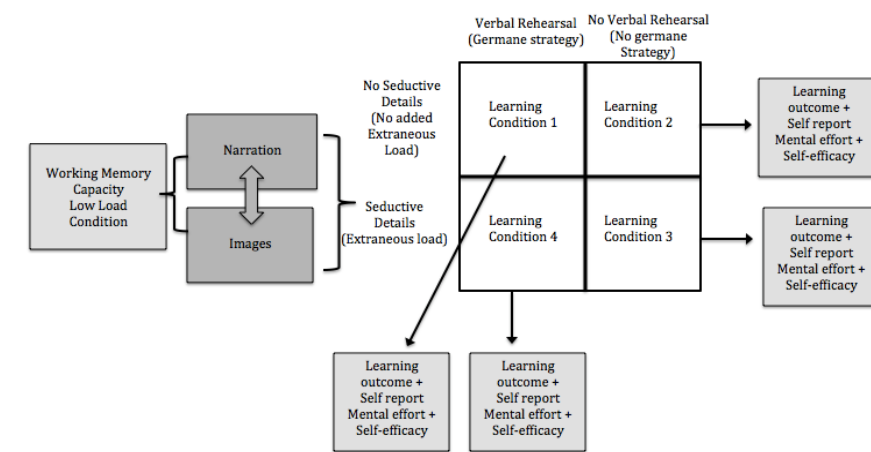 Verbal Rehearsal
(Germane strategy)
No Verbal Rehearsal
(No germane
Strategy)
No Seductive
Details
(No added
Extraneous
Load)
Learning
Condition 1
Learning
Condition 2
Learning
outcome +
Self report
Mental effort +
Self-efficacy
Narration
Working Memory
Capacity
Low Load
Condition
Images
Seductive
Details
(Extraneous load)
Learning
Condition 4
Learning
Condition 3
Learning
outcome +
Self report
Mental effort +
Self-efficacy
Learning
outcome +
Self report
Mental effort +
Self-efficacy
Learning
outcome +
Self report
Mental effort +
Self-efficacy